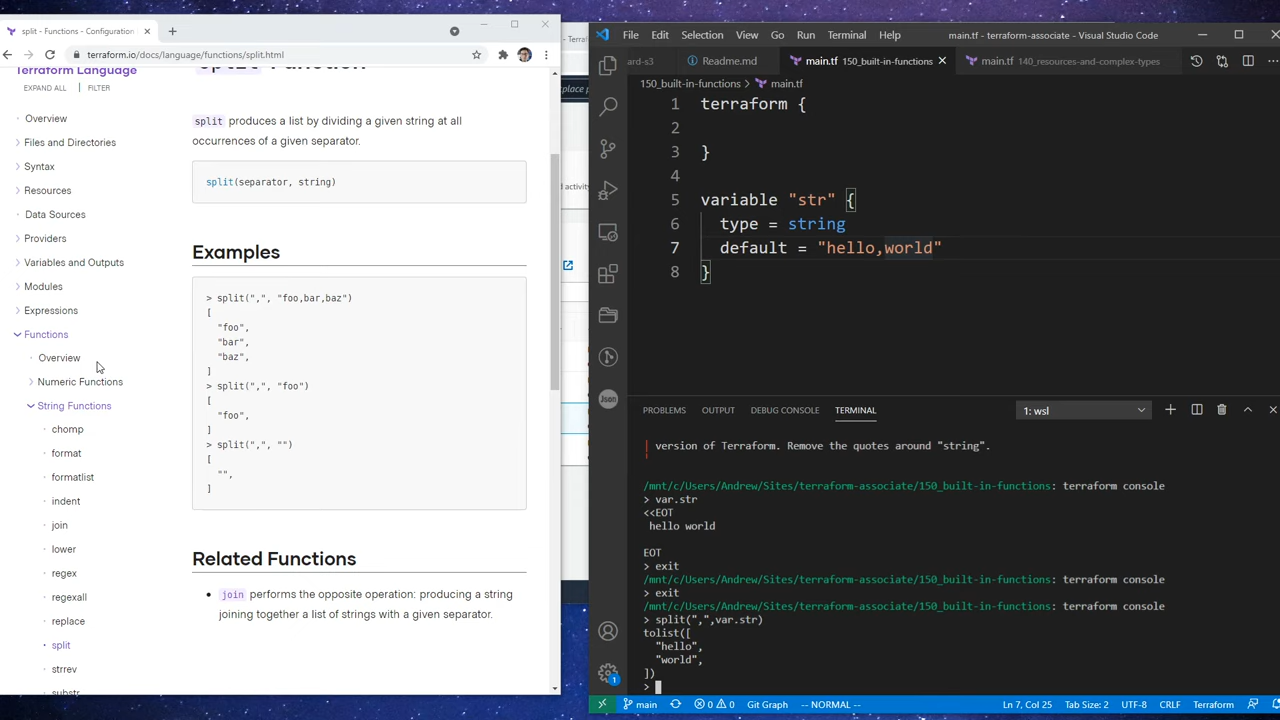 split - Functions - Configuration
terraform.io/docs/language/functions/split.html
Terraform Language
EXPAND ALL | FILTER
Overview
Files and Directories
Syntax
Resources
Data Sources
Providers
Variables and Outputs
Modules
Expressions
Functions
Overview
Numeric Functions
String Functions
chomp
format
formatlist
indent
join
lower
regex
regexall
replace
split
strrev
substr
split Function
split produces a list by dividing a given string at all
occurrences of a given separator.
split(separator, string)
Examples
> split(",", "foo,bar,baz")
[
"foo",
"bar",
"baz",
]
> split(",", "foo")
[
"foo",
]
> split(",", "")
[
"",
]
Related Functions
join performs the opposite operation: producing a string
joining together a list of strings with a given separator.
File Edit Selection View Go Run Terminal Help main.tf - terraform-associate - Visual Studio Code
ard-s3 Readme.md main.tf 150_built-in-functions main.tf 140_resources-and-complex-types
150_built-in-functions > main.tf
1 terraform {
2
3 }
4
5 variable "str" {
6 type = string
7 default = "hello,world"
8 }
PROBLEMS OUTPUT DEBUG CONSOLE TERMINAL 1: wsl
| version of Terraform. Remove the quotes around "string".
/mnt/c/Users/Andrew/Sites/terraform-associate/150_built-in-functions: terraform console
> var.str
<<EOT
hello world
EOT
> exit
/mnt/c/Users/Andrew/Sites/terraform-associate/150_built-in-functions: terraform console
> exit
/mnt/c/Users/Andrew/Sites/terraform-associate/150_built-in-functions: terraform console
> split(",",var.str)
tolist([
"hello",
"world",
])
>
Json
1
main 0 0 Git Graph -- NORMAL -- Ln 7, Col 25 Tab Size: 2 UTF-8 CRLF Terraform